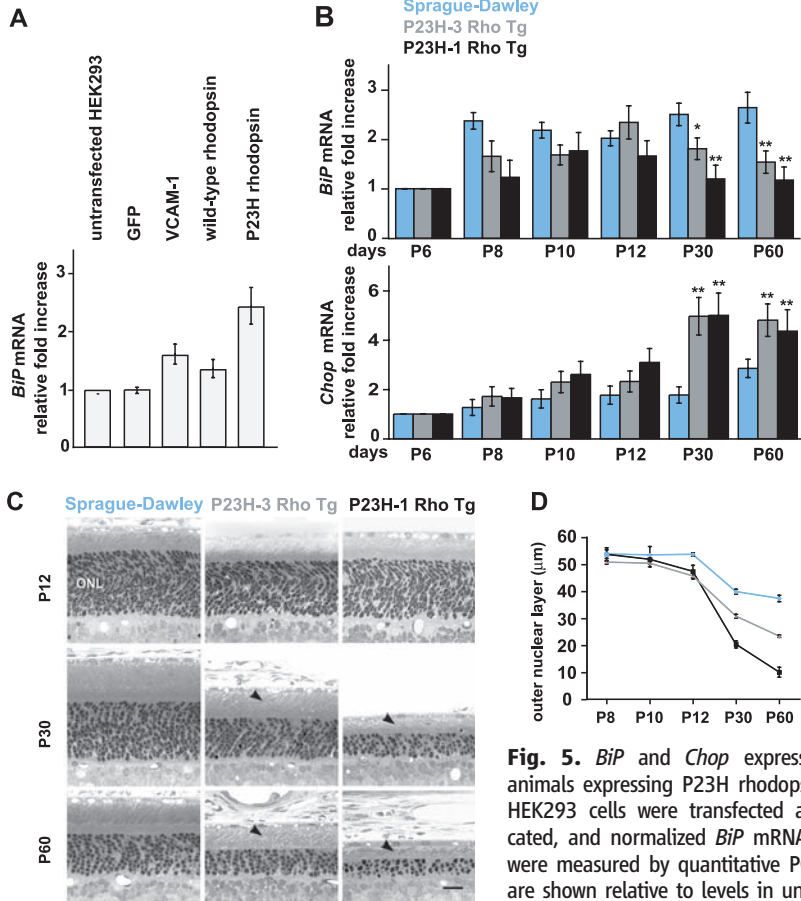 A
untransfected HEK293
GFP
VCAM-1
wild-type rhodopsin
P23H rhodopsin
BiP mRNA
relative fold increase
3
2
1
0
B
Sprague-Dawley
P23H-3 Rho Tg
P23H-1 Rho Tg
BiP mRNA
relative fold increase
3
2
1
0
* ** ** **
days P6 P8 P10 P12 P30 P60
Chop mRNA
relative fold increase
6
4
2
0
** ** ** **
days P6 P8 P10 P12 P30 P60
C
Sprague-Dawley P23H-3 Rho Tg P23H-1 Rho Tg
P12
ONL
P30
P60
D
outer nuclear layer (µm)
60
50
40
30
20
10
0
P8 P10 P12 P30 P60
Fig. 5. BiP and Chop express
animals expressing P23H rhodops
HEK293 cells were transfected a
cated, and normalized BiP mRNA
were measured by quantitative P
are shown relative to levels in un